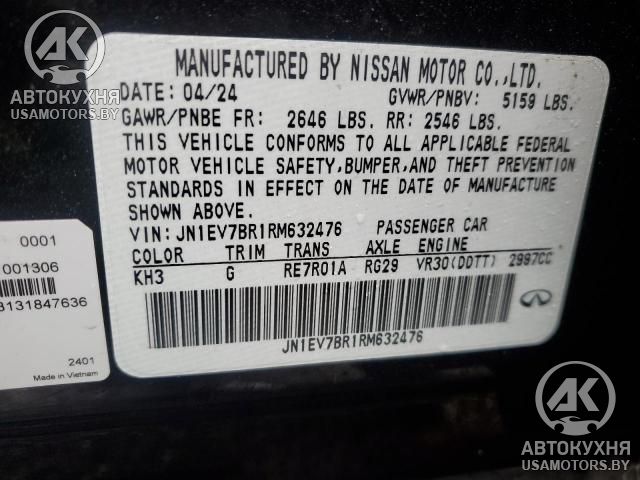 АК
АВТОКУХНЯ
USAMOTORS.BY
MANUFACTURED BY NISSAN MOTOR CO.,LTD.
DATE: 04/24 GVWR/PNBV: 5159 LBS.
GAWR/PNBE FR: 2646 LBS. RR: 2546 LBS.
THIS VEHICLE CONFORMS TO ALL APPLICABLE FEDERAL
MOTOR VEHICLE SAFETY,BUMPER,AND THEFT PREVENTION
STANDARDS IN EFFECT ON THE DATE OF MANUFACTURE
SHOWN ABOVE.
VIN: JN1EV7BR1RM632476 PASSENGER CAR
COLOR TRIM TRANS AXLE ENGINE
KH3 G RE7R01A RG29 VR30(DDTT) 2997CC
JN1EV7BR1RM632476
0001
001306
8131847636
2401
Made in Vietnam
АК
АВТОКУХНЯ
USAMOTORS.BY